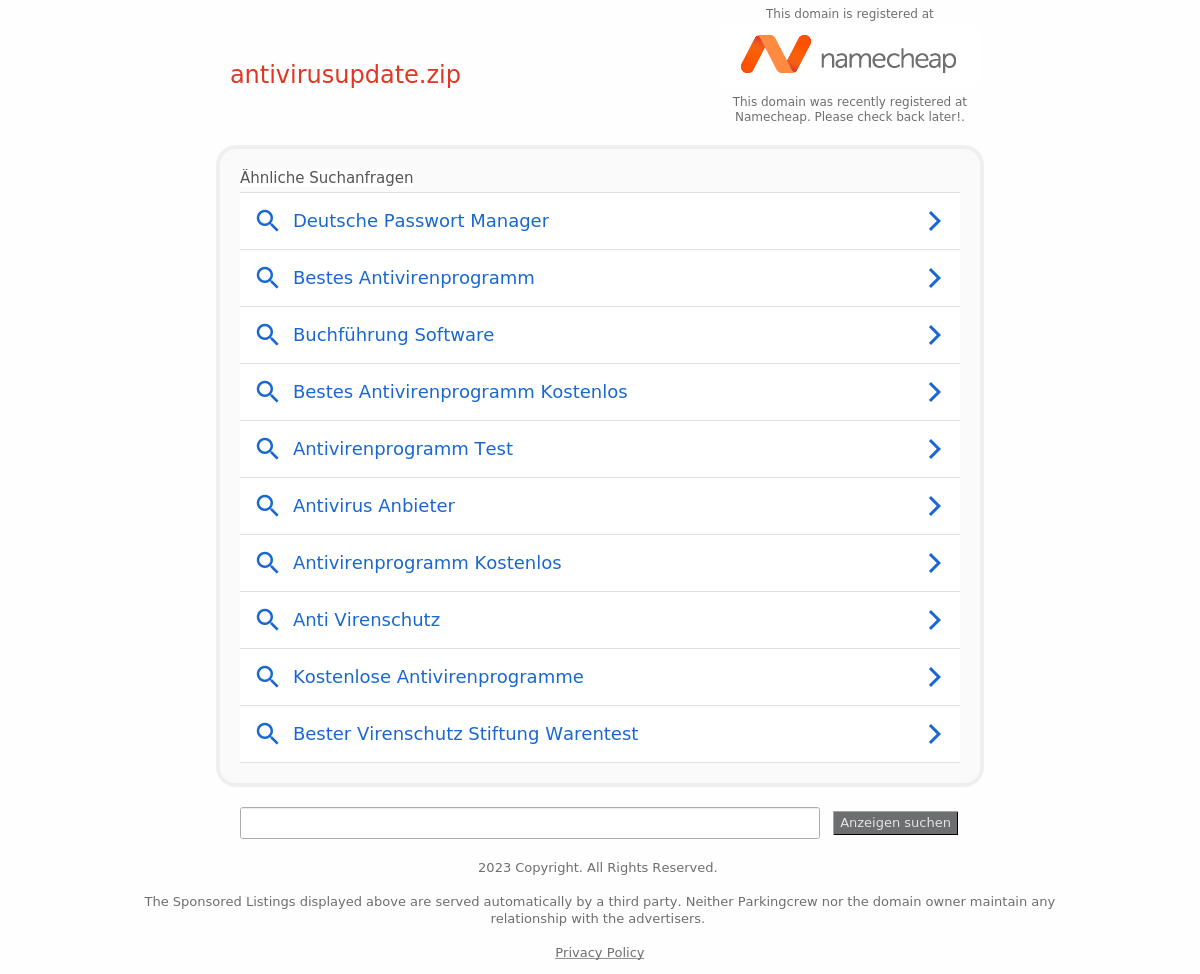 This domain is registered at
namecheap
antivirusupdate.zip
This domain was recently registered at
Namecheap. Please check back later!.
Ähnliche Suchanfragen
Deutsche Passwort Manager
Bestes Antivirenprogramm
Buchführung Software
Bestes Antivirenprogramm Kostenlos
Antivirenprogramm Test
Antivirus Anbieter
Antivirenprogramm Kostenlos
Anti Virenschutz
Kostenlose Antivirenprogramme
Bester Virenschutz Stiftung Warentest
Anzeigen suchen
2023 Copyright. All Rights Reserved.
The Sponsored Listings displayed above are served automatically by a third party. Neither Parkingcrew nor the domain owner maintain any
relationship with the advertisers.
Privacy Policy